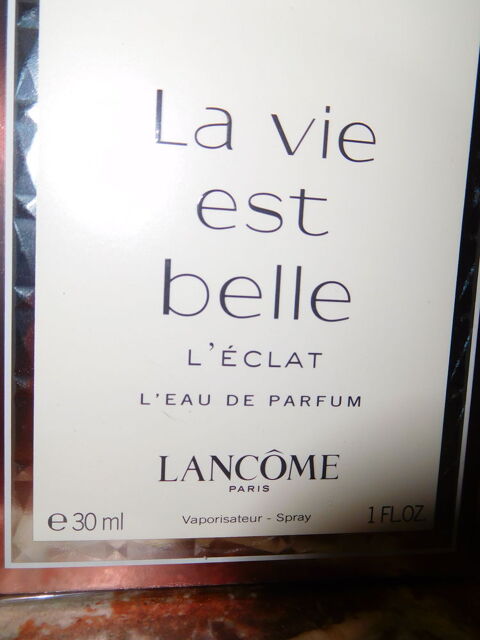 La vie
est
belle
L'ÉCLAT
L'EAU DE PARFUM
LANCÔME
PARIS
℮ 30 ml Vaporisateur - Spray 1 FL.OZ.